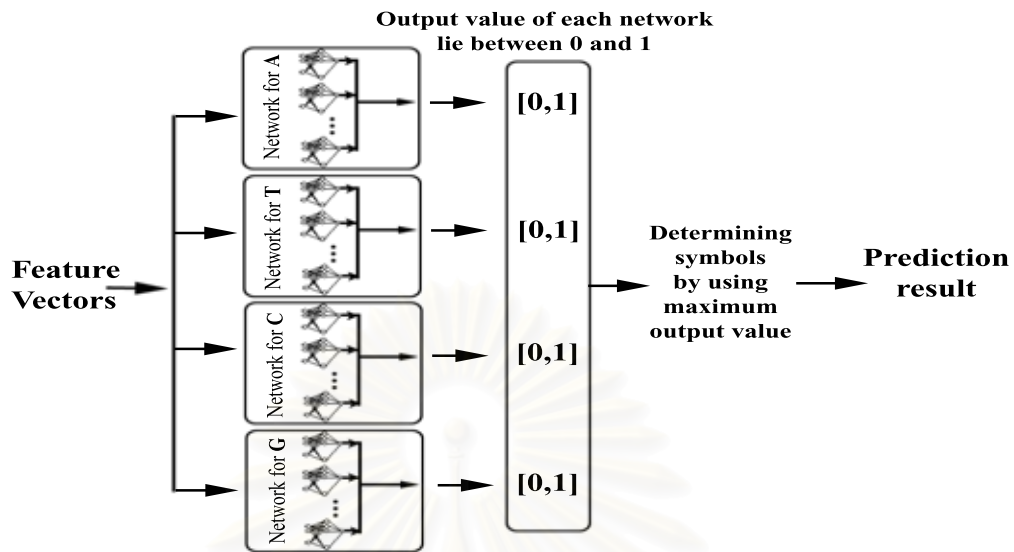 Output value of each network
lie between 0 and 1
Feature
Vectors
Network for A
[0,1]
Network for T
[0,1]
Network for C
[0,1]
Network for G
[0,1]
Determining
symbols
by using
maximum
output value
Prediction
result